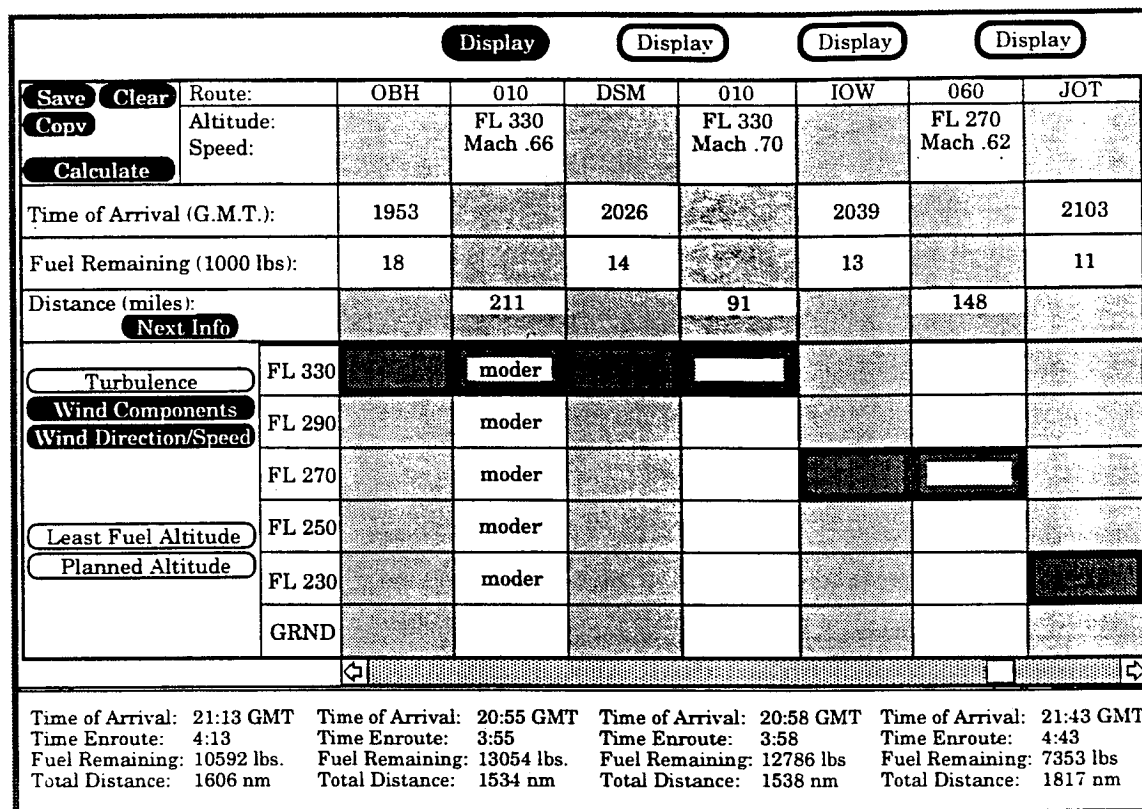 Display Display Display Display
Save Clear Route: OBH 010 DSM 010 IOW 060 JOT
Copy Altitude: FL 330 FL 330 FL 270
Speed: Mach .66 Mach .70 Mach .62
Calculate
Time of Arrival (G.M.T.): 1953 2026 2039 2103
Fuel Remaining (1000 lbs): 18 14 13 11
Distance (miles): 211 91 148
Next Info
Turbulence FL 330 moder
Wind Components
FL 290 moder
Wind Direction/Speed
FL 270 moder
Least Fuel Altitude FL 250 moder
Planned Altitude FL 230 moder
GRND
Time of Arrival: 21:13 GMT Time of Arrival: 20:55 GMT Time of Arrival: 20:58 GMT Time of Arrival: 21:43 GMT
Time Enroute: 4:13 Time Enroute: 3:55 Time Enroute: 3:58 Time Enroute: 4:43
Fuel Remaining: 10592 lbs. Fuel Remaining: 13054 lbs. Fuel Remaining: 12786 lbs Fuel Remaining: 7353 lbs
Total Distance: 1606 nm Total Distance: 1534 nm Total Distance: 1538 nm Total Distance: 1817 nm